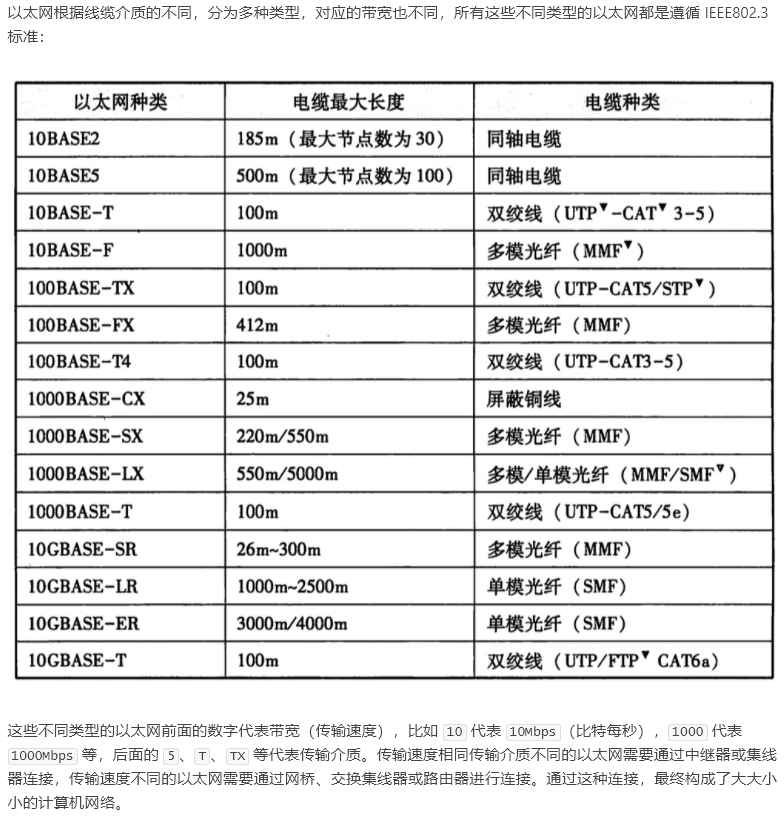 以太网根据线缆介质的不同，分为多种类型，对应的带宽也不同，所有这些不同类型的以太网都是遵循 IEEE802.3
标准：
以太网种类 电缆最大长度 电缆种类
10BASE2 185m（最大节点数为 30） 同轴电缆
10BASE5 500m（最大节点数为 100） 同轴电缆
10BASE-T 100m 双绞线（UTP▼-CAT▼ 3-5）
10BASE-F 1000m 多模光纤（MMF▼）
100BASE-TX 100m 双绞线（UTP-CAT5/STP▼）
100BASE-FX 412m 多模光纤（MMF）
100BASE-T4 100m 双绞线（UTP-CAT3-5）
1000BASE-CX 25m 屏蔽铜线
1000BASE-SX 220m/550m 多模光纤（MMF）
1000BASE-LX 550m/5000m 多模/单模光纤（MMF/SMF▼）
1000BASE-T 100m 双绞线（UTP-CAT5/5e）
10GBASE-SR 26m~300m 多模光纤（MMF）
10GBASE-LR 1000m~2500m 单模光纤（SMF）
10GBASE-ER 3000m/4000m 单模光纤（SMF）
10GBASE-T 100m 双绞线（UTP/FTP▼ CAT6a）
这些不同类型的以太网前面的数字代表带宽（传输速度），比如 10 代表 10Mbps（比特每秒），1000 代表
1000Mbps 等，后面的 5、T、TX 等代表传输介质。传输速度相同传输介质不同的以太网需要通过中继器或集线
器连接，传输速度不同的以太网需要通过网桥、交换集线器或路由器进行连接。通过这种连接，最终构成了大大小
小的计算机网络。